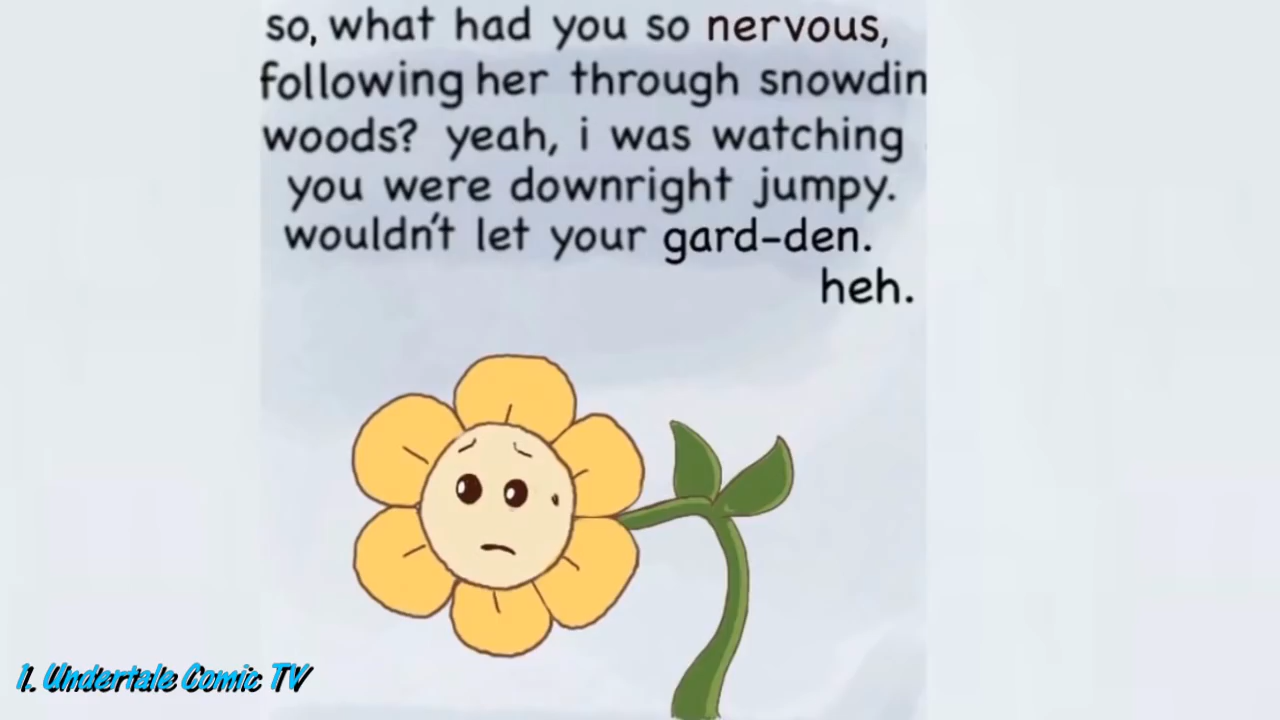 so, what had you so nervous,
following her through snowdin
woods? yeah, i was watching
you were downright jumpy.
wouldn't let your gard-den.
heh.
1. Undertale Comic TV